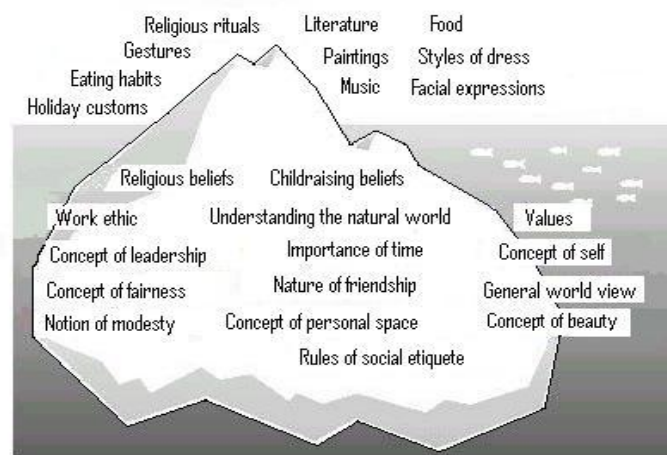 Religious rituals
Literature
Food
Gestures
Paintings
Styles of dress
Eating habits
Music
Facial expressions
Holiday customs
Religious beliefs
Childraising beliefs
Work ethic
Understanding the natural world
Values
Concept of leadership
Importance of time
Concept of self
Concept of fairness
Nature of friendship
General world view
Notion of modesty
Concept of personal space
Concept of beauty
Rules of social etiquete